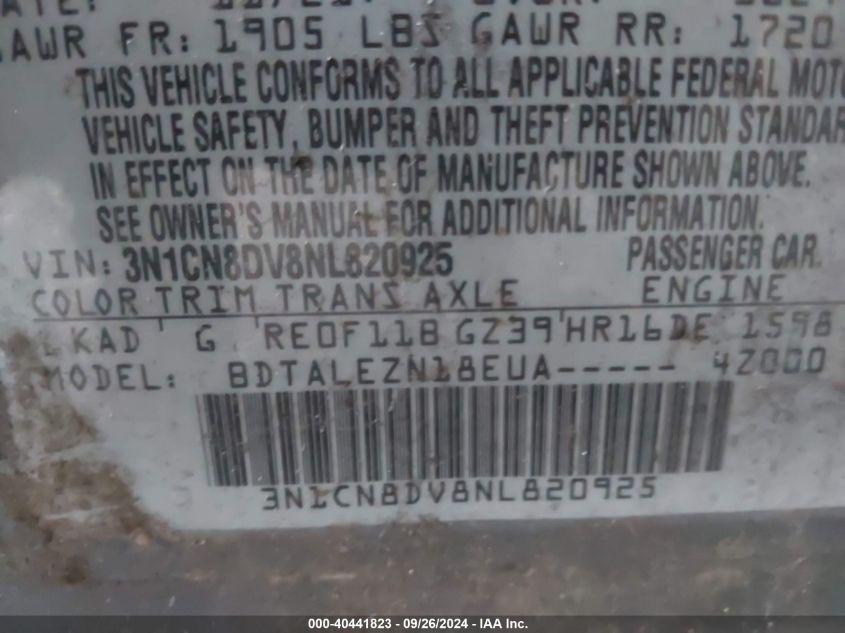 GAWR FR: 1905 LBS GAWR RR: 1720
THIS VEHICLE CONFORMS TO ALL APPLICABLE FEDERAL MOTO
VEHICLE SAFETY, BUMPER AND THEFT PREVENTION STANDAR
IN EFFECT ON THE DATE OF MANUFACTURE SHOWN ABOVE.
SEE OWNER'S MANUAL FOR ADDITIONAL INFORMATION.
VIN: 3N1CN8DV8NL820925 PASSENGER CAR.
COLOR TRIM TRANS AXLE ENGINE
KAD G RE0F11B GZ39 HR16DE 1598
MODEL: BDTALEZN18EUA----- 42000
3N1CN8DV8NL820925
000-40441823 - 09/26/2024 - IAA Inc.